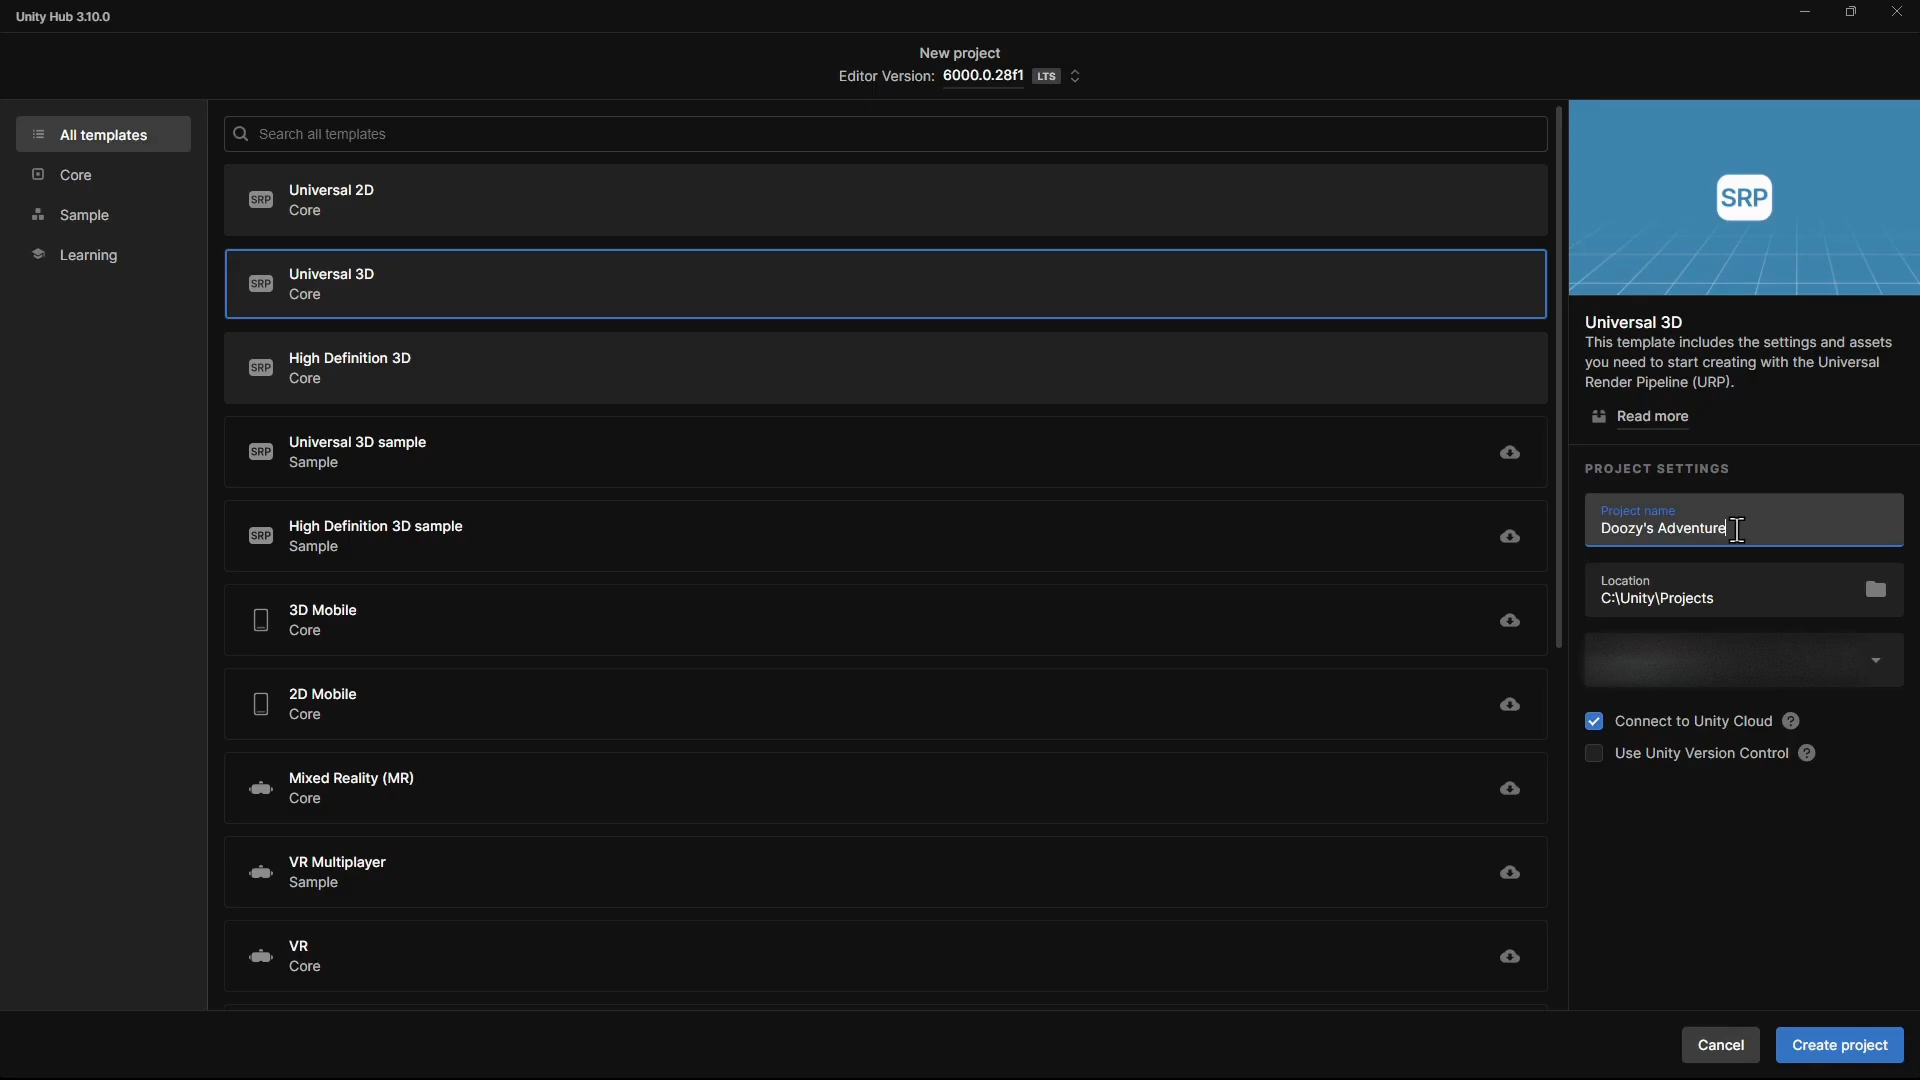 Unity Hub 3.10.0
New project
Editor Version: 6000.0.28f1 LTS
All templates
Core
Sample
Learning
Search all templates
SRP
Universal 2D
Core
SRP
Universal 3D
Core
SRP
High Definition 3D
Core
SRP
Universal 3D sample
Sample
SRP
High Definition 3D sample
Sample
3D Mobile
Core
2D Mobile
Core
Mixed Reality (MR)
Core
VR Multiplayer
Sample
VR
Core
SRP
Universal 3D
This template includes the settings and assets
you need to start creating with the Universal
Render Pipeline (URP).
Read more
PROJECT SETTINGS
Project name
Doozy's Adventure
Location
C:\Unity\Projects
Connect to Unity Cloud ?
Use Unity Version Control ?
Cancel
Create project